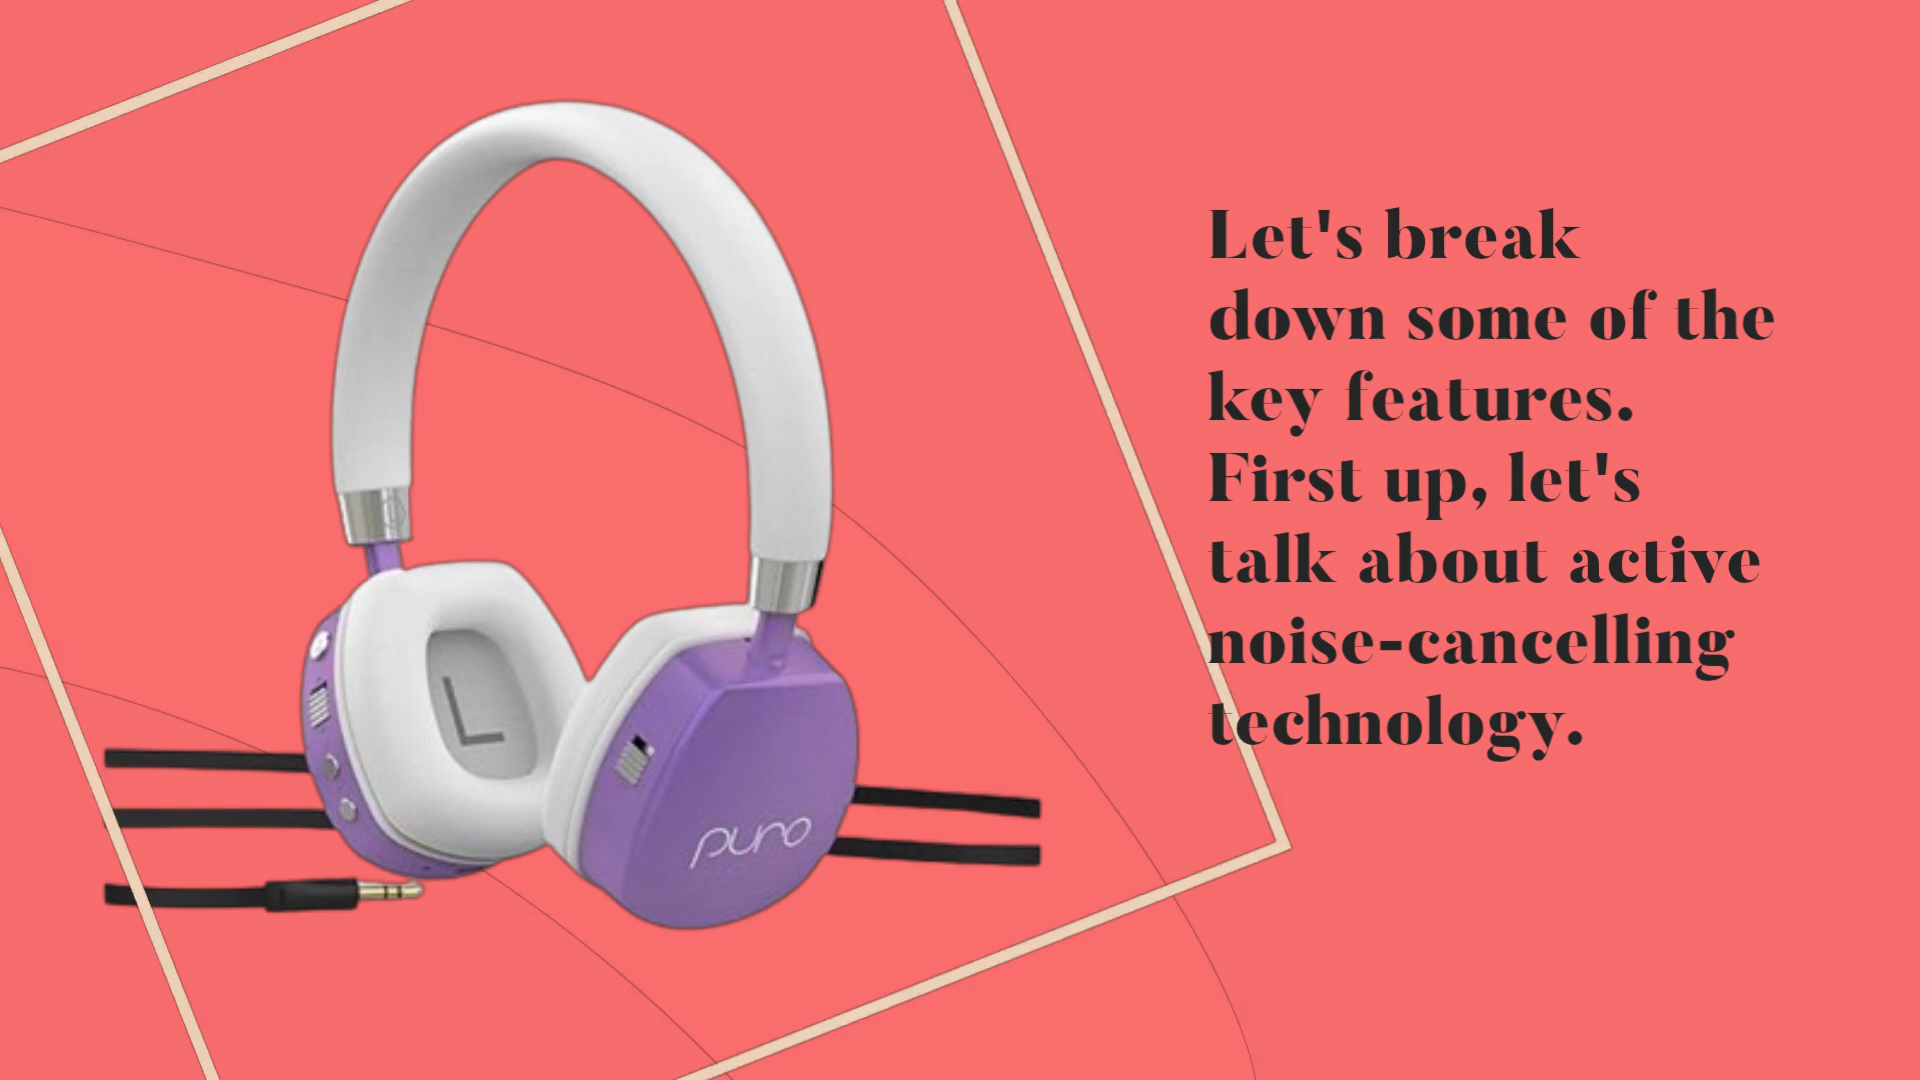 L
puro
Let's break
down some of the
key features.
First up, let's
talk about active
noise-cancelling
technology.